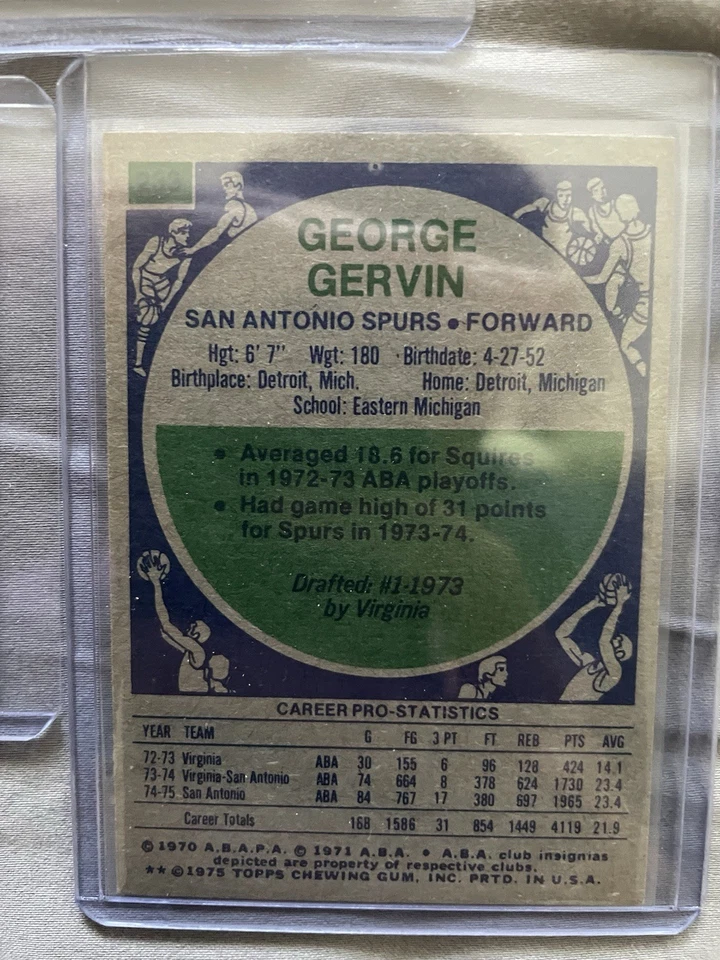 GEORGE
GERVIN
SAN ANTONIO SPURS • FORWARD
Hgt: 6' 7" Wgt: 180 Birthdate: 4-27-52
Birthplace: Detroit, Mich. Home: Detroit, Michigan
School: Eastern Michigan
• Averaged 18.6 for Squires
in 1972-73 ABA playoffs.
• Had game high of 31 points
for Spurs in 1973-74.
Drafted: #1-1973
by Virginia
CAREER PRO-STATISTICS
YEAR TEAM G FG 3 PT FT REB PTS AVG
72-73 Virginia ABA 30 155 6 96 128 424 14.1
73-74 Virginia-San Antonio ABA 74 664 8 378 624 1730 23.4
74-75 San Antonio ABA 84 767 17 380 697 1965 23.4
Career Totals 168 1586 31 854 1449 4119 21.9
© 1970 A.B.A.P.A. © 1971 A.B.A. • A.B.A. club insignias
depicted are property of respective clubs.
** © 1975 TOPPS CHEWING GUM, INC. PRTD. IN U.S.A.